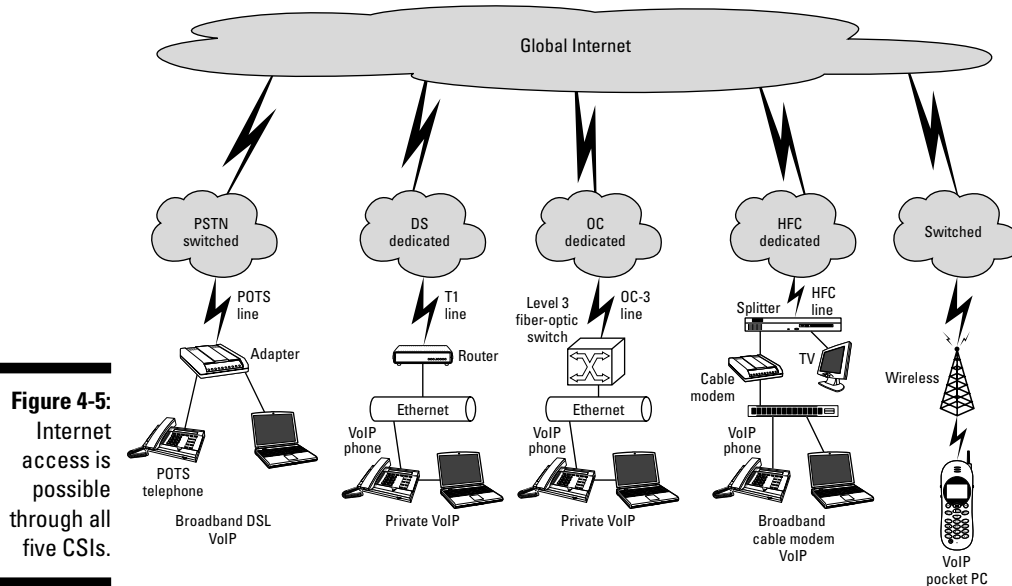 Global Internet
PSTN
switched
DS
dedicated
OC
dedicated
HFC
dedicated
Switched
POTS
line
T1
line
Level 3
fiber-optic
switch
OC-3
line
Splitter
HFC
line
Adapter
Router
TV
Cable
modem
Wireless
Ethernet
Ethernet
POTS
telephone
VoIP
phone
VoIP
phone
VoIP
phone
Broadband DSL
VoIP
Private VoIP
Private VoIP
Broadband
cable modem
VoIP
VoIP
pocket PC
Figure 4-5:
Internet
access is
possible
through all
five CSIs.